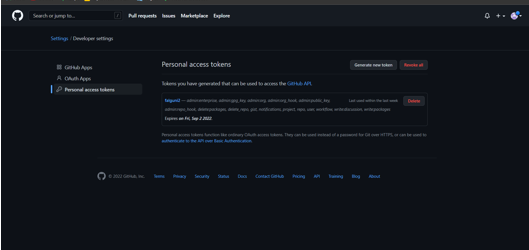 Search or jump to...
/
Pull requests Issues Marketplace Explore
Settings / Developer settings
GitHub Apps
OAuth Apps
Personal access tokens
Personal access tokens
Generate new token
Revoke all
Tokens you have generated that can be used to access the GitHub API.
admin:enterprise, admin:gpg_key, admin:org, admin:org_hook, admin:public_key,
admin:repo_hook, delete:packages, delete_repo, gist, notifications, project, repo, user, workflow, write:discussion, write:packages
Last used within the last week
Delete
Expires on Fri, Sep 2 2022.
Personal access tokens function like ordinary OAuth access tokens. They can be used instead of a password for Git over HTTPS, or can be used to
authenticate to the API over Basic Authentication.
© 2022 GitHub, Inc.
Terms Privacy Security Status Docs Contact GitHub Pricing API Training Blog About